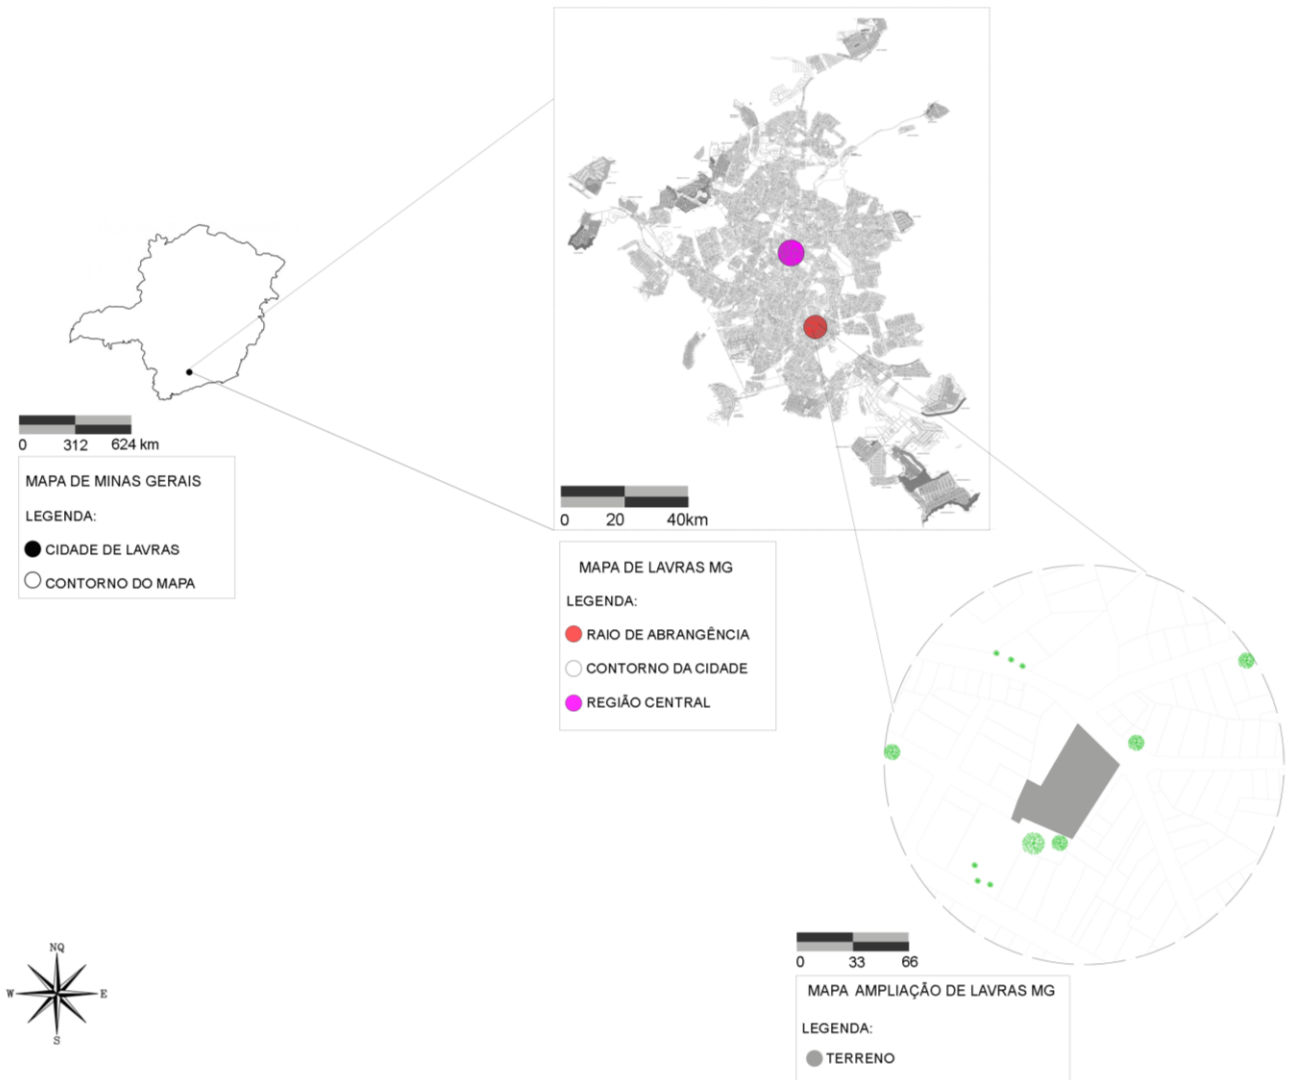 0 312 624 km
MAPA DE MINAS GERAIS
LEGENDA:
CIDADE DE LAVRAS
CONTORNO DO MAPA
0 20 40km
MAPA DE LAVRAS MG
LEGENDA:
RAIO DE ABRANGÊNCIA
CONTORNO DA CIDADE
REGIÃO CENTRAL
0 33 66
MAPA AMPLIAÇÃO DE LAVRAS MG
LEGENDA:
TERRENO
NQ
W E
S